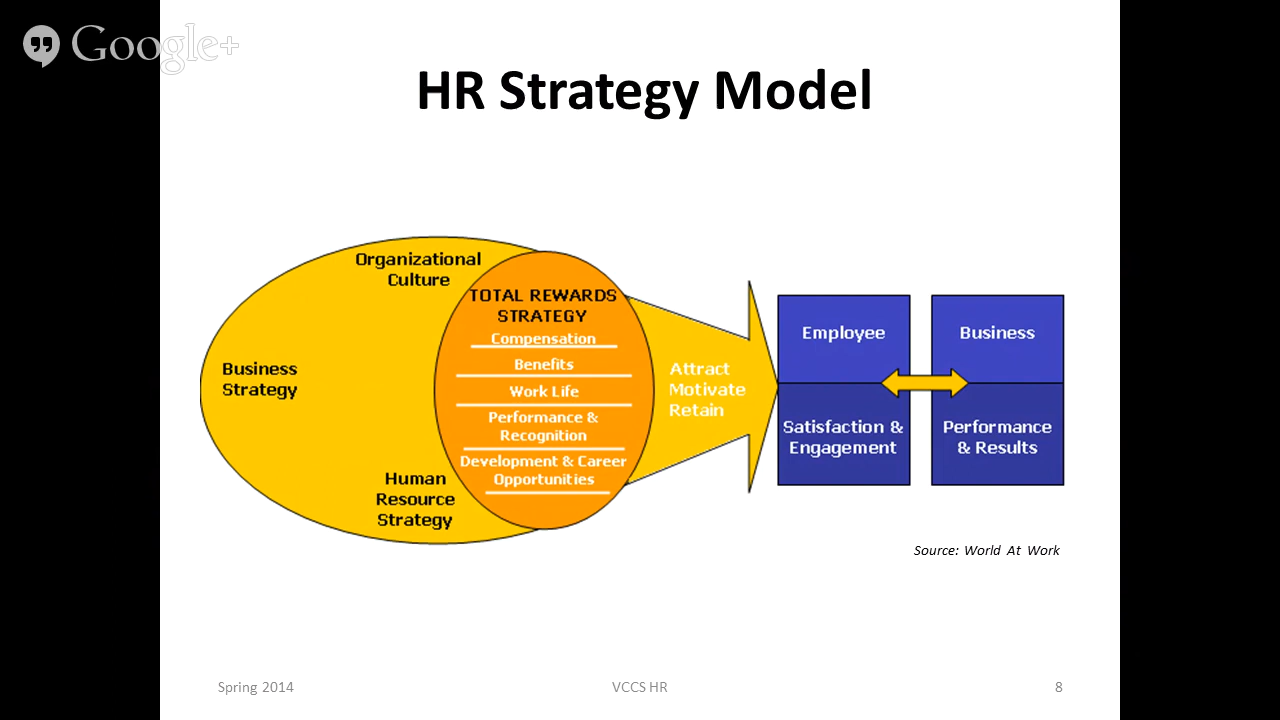 Google+
HR Strategy Model
Organizational
Culture
Business
Strategy
Human
Resource
Strategy
TOTAL REWARDS
STRATEGY
Compensation
Benefits
Work Life
Performance &
Recognition
Development & Career
Opportunities
Attract
Motivate
Retain
Employee
Satisfaction &
Engagement
Business
Performance
& Results
Source: World At Work
Spring 2014
VCCS HR
8